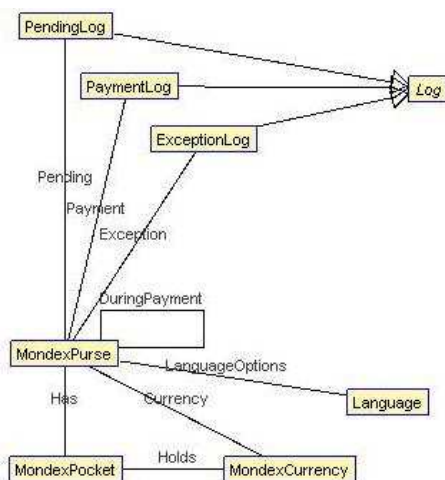 PendingLog
PaymentLog
Log
ExceptionLog
Pending
Payment
Exception
DuringPayment
MondexPurse
LanguageOptions
Has
Currency
Language
MondexPocket
Holds
MondexCurrency